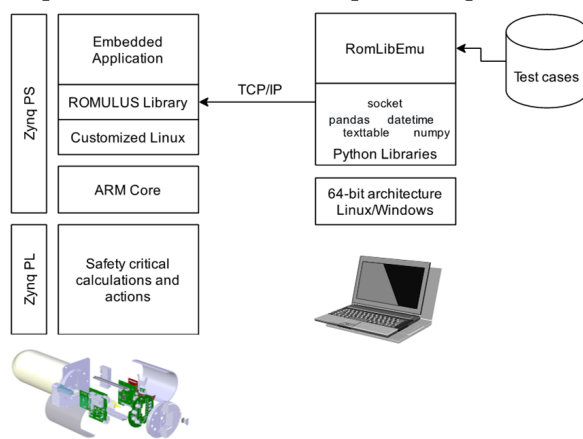 Zynq PS
Embedded
Application
ROMULUS Library
Customized Linux
ARM Core
Zynq PL
Safety critical
calculations and
actions
TCP/IP
RomLibEmu
socket
pandas datetime
texttable numpy
Python Libraries
64-bit architecture
Linux/Windows
Test cases